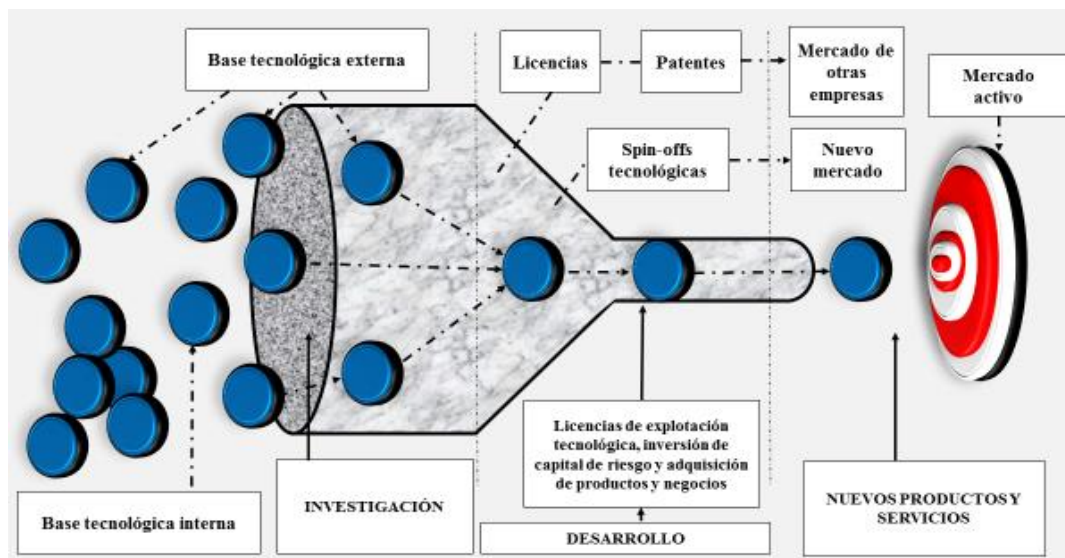 Base tecnológica externa
Licencias
Patentes
Mercado de
otras
empresas
Mercado
activo
Spin-offs
tecnológicas
Nuevo
mercado
Base tecnológica interna
INVESTIGACIÓN
Licencias de explotación
tecnológica, inversión de
capital de riesgo y adquisición
de productos y negocios
DESARROLLO
NUEVOS PRODUCTOS Y
SERVICIOS